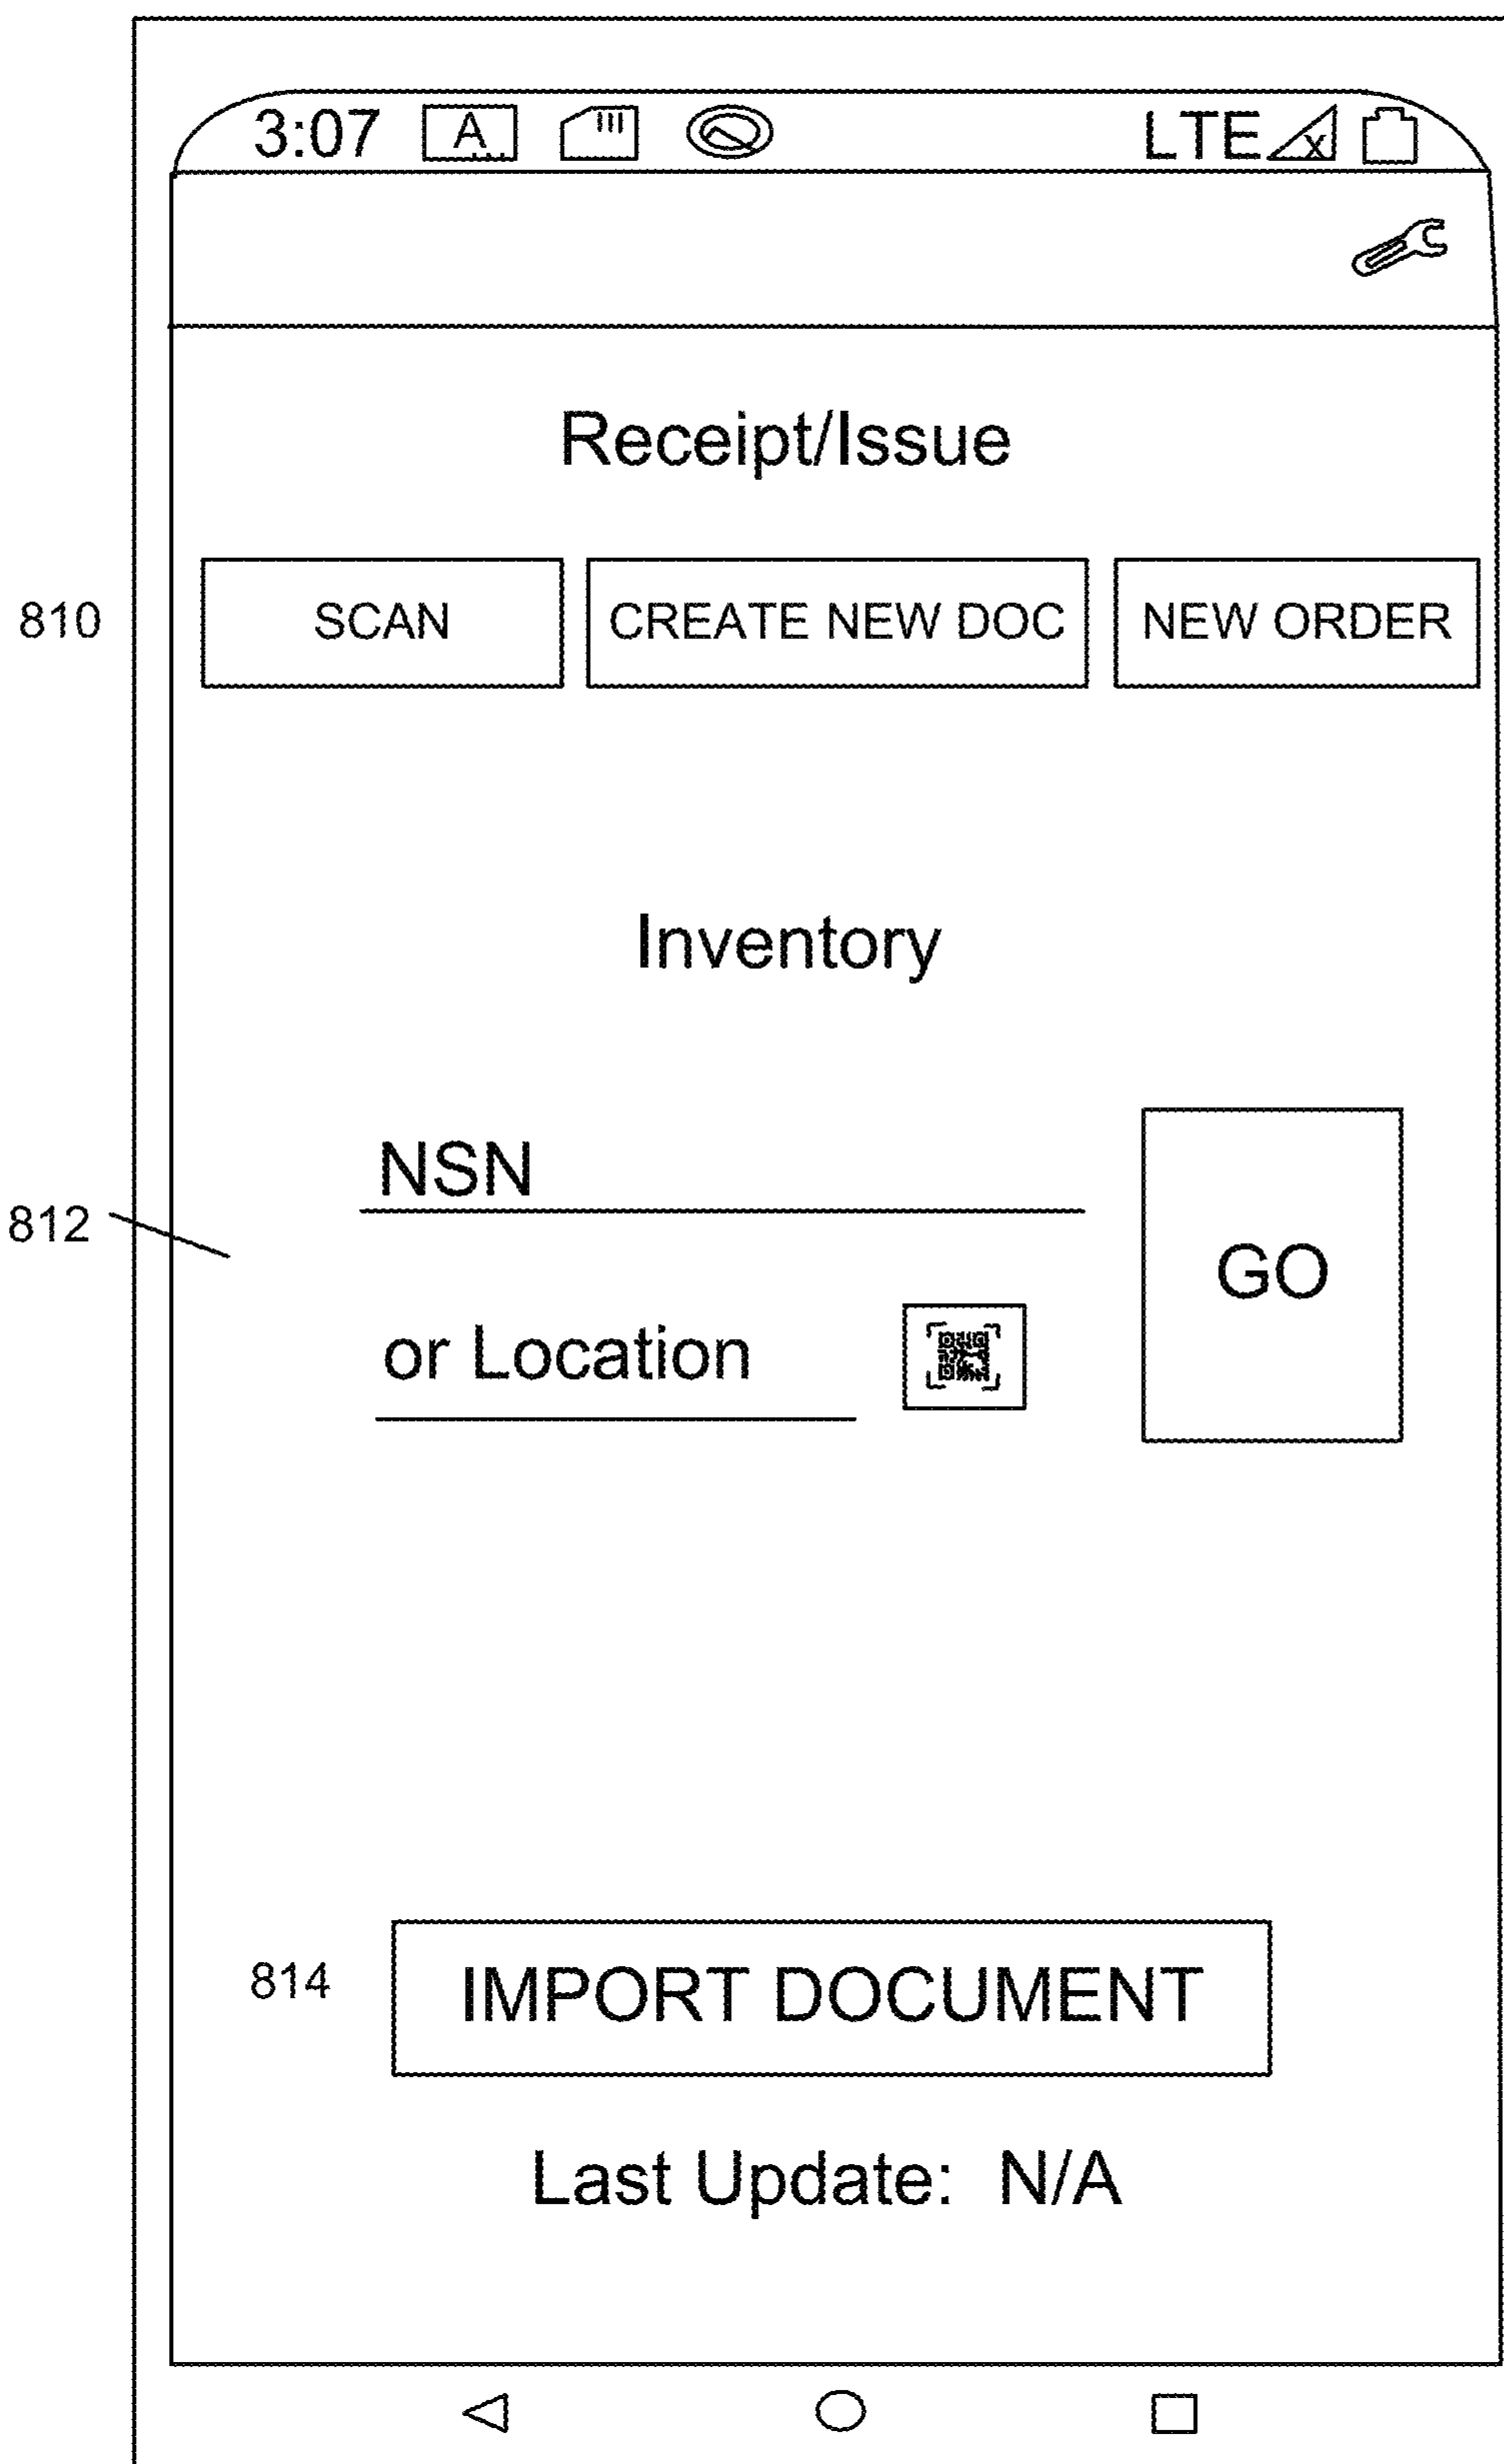 3:07 A LTE X
Receipt/Issue
810 SCAN CREATE NEW DOC NEW ORDER
Inventory
NSN
812
GO
or Location
814 IMPORT DOCUMENT
Last Update: N/A